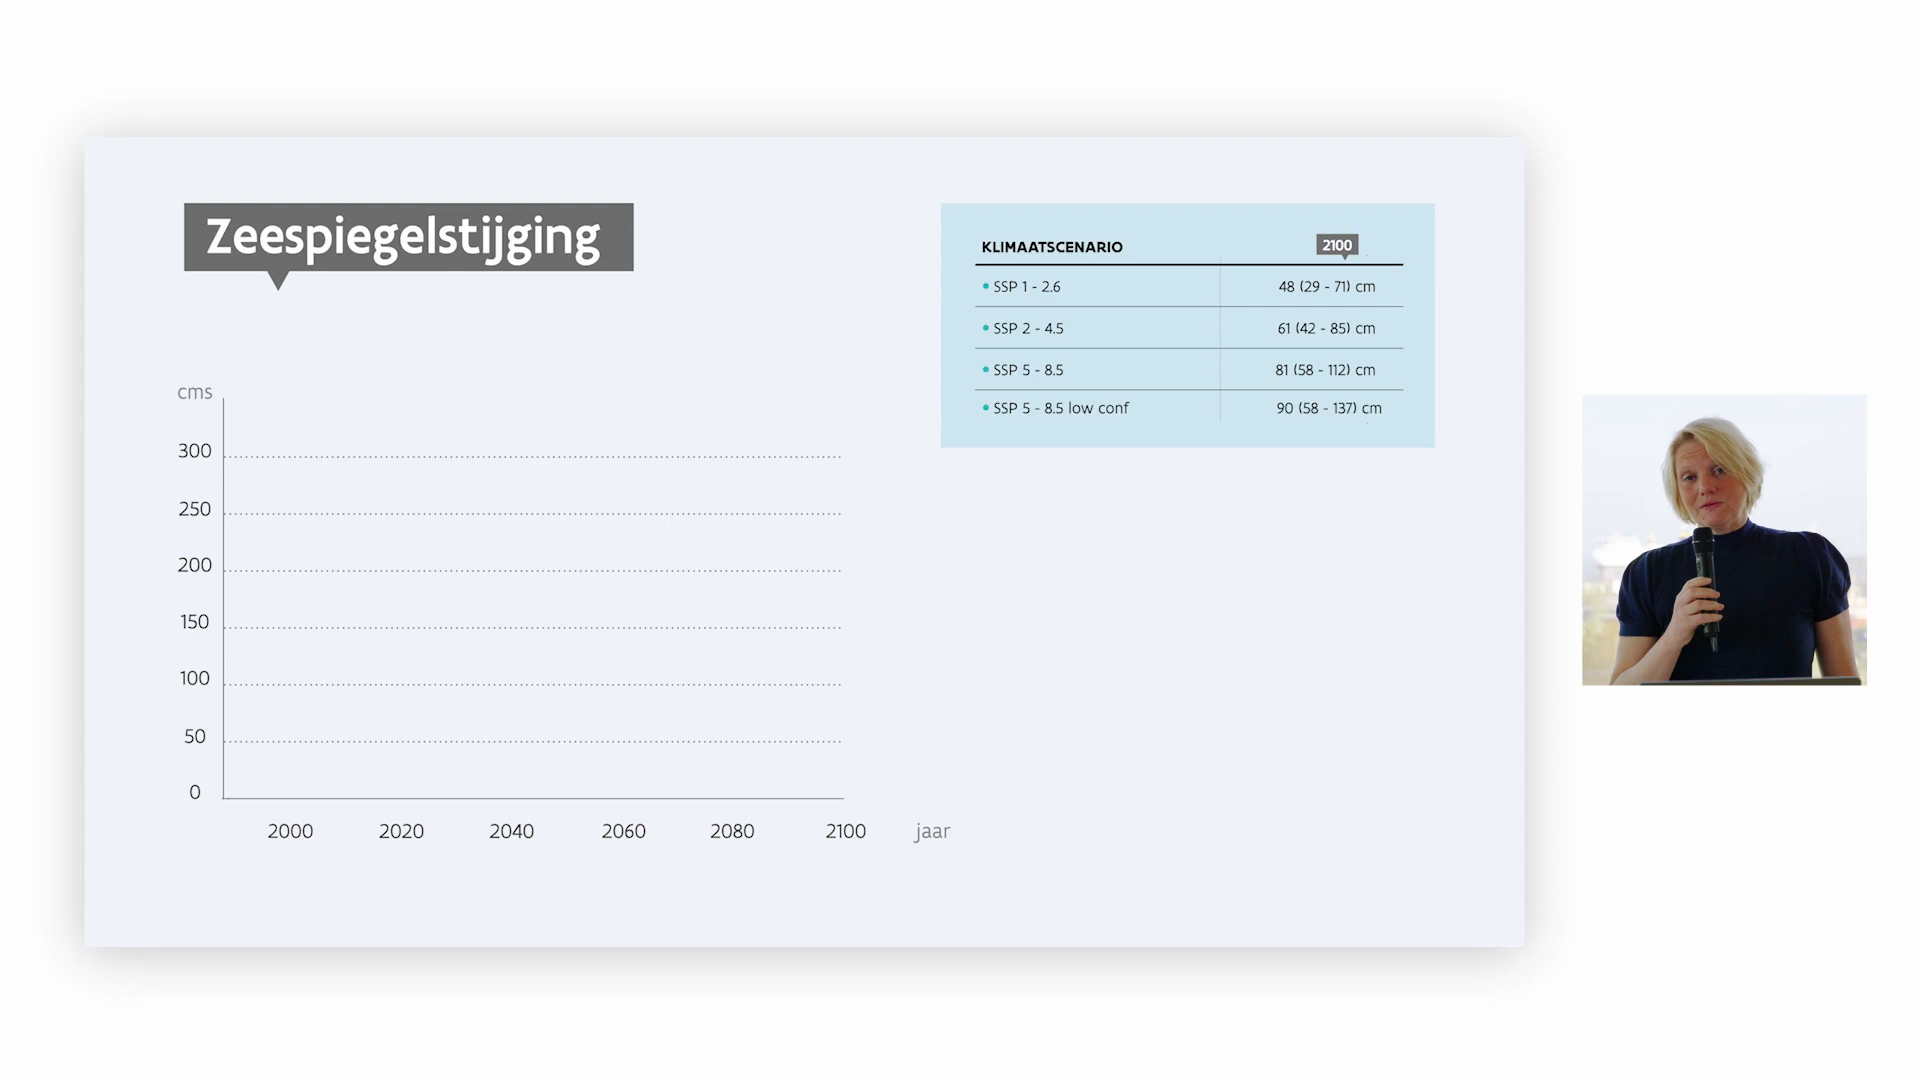 Zeespiegelstijging
KLIMAATSCENARIO 2100
• SSP 1 - 2.6 48 (29 - 71) cm
• SSP 2 - 4.5 61 (42 - 85) cm
• SSP 5 - 8.5 81 (58 - 112) cm
• SSP 5 - 8.5 low conf 90 (58 - 137) cm
cms
300
250
200
150
100
50
0
2000 2020 2040 2060 2080 2100 jaar